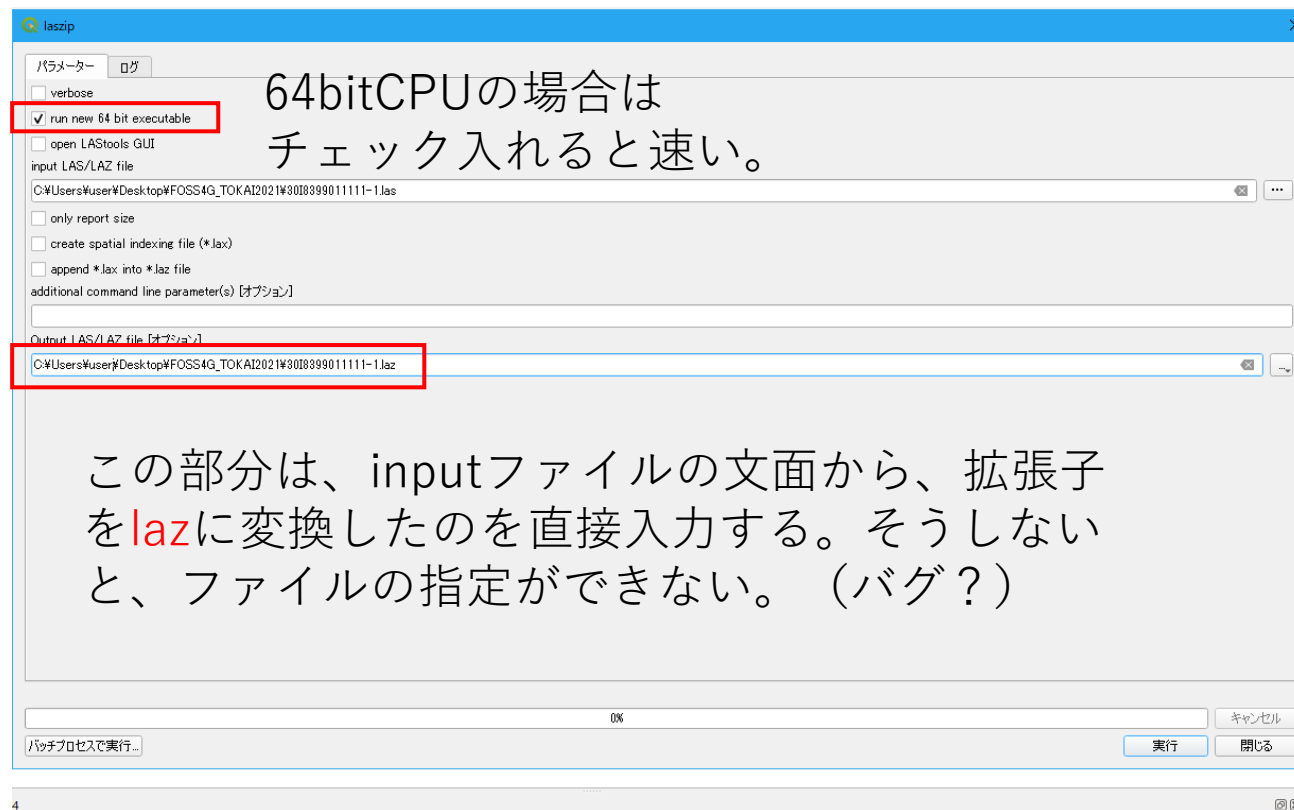 laszip
パラメーター ログ
verbose
run new 64 bit executable
open LAStools GUI
64bitCPUの場合は
チェック入れると速い。
input LAS/LAZ file
C:¥Users¥user¥Desktop¥FOSS4G_TOKAI2021¥30I8399011111-1.las
only report size
create spatial indexing file (*.lax)
append *.lax into *.laz file
additional command line parameter(s) [オプション]
Output LAS/LAZ file [オプション]
C:¥Users¥user¥Desktop¥FOSS4G_TOKAI2021¥30I8399011111-1.laz
この部分は、inputファイルの文面から、拡張子
をlazに変換したのを直接入力する。そうしない
と、ファイルの指定ができない。（バグ？）
0%
キャンセル
バッチプロセスで実行…
実行
閉じる
4